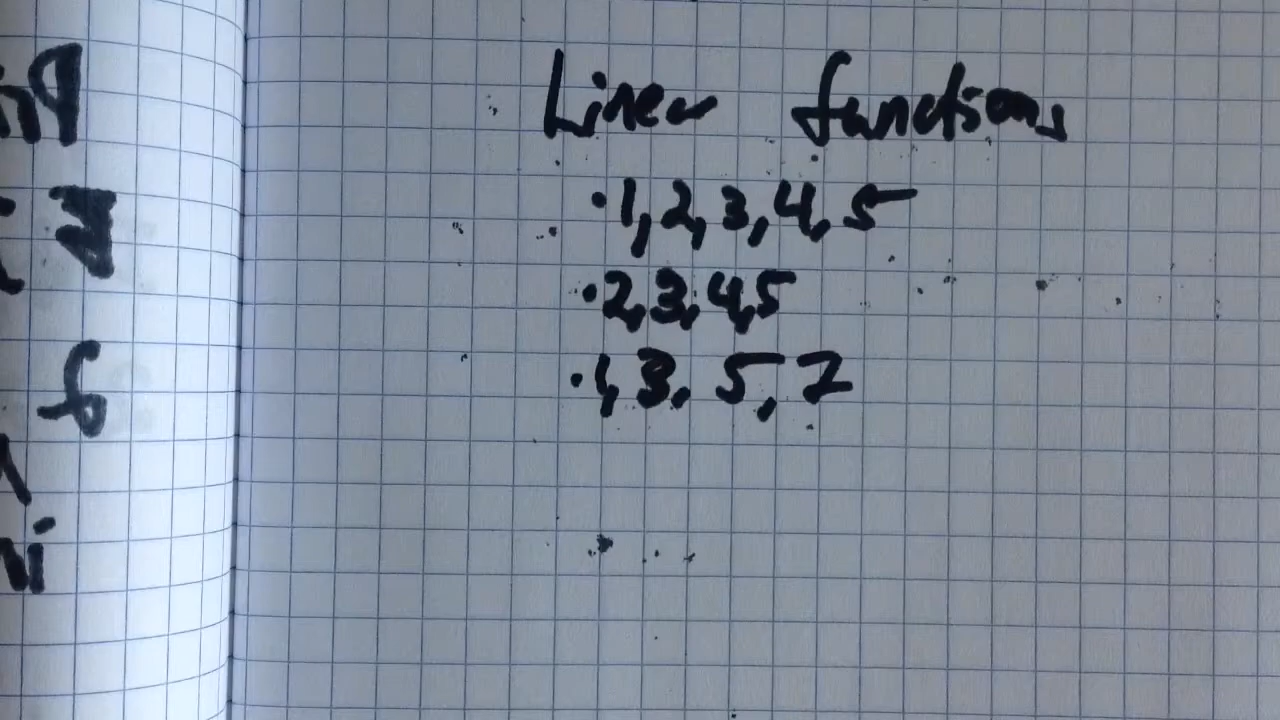 Linear functions
·1, 2, 3, 4, 5
·2, 3, 4, 5
·1, 3, 5, 7